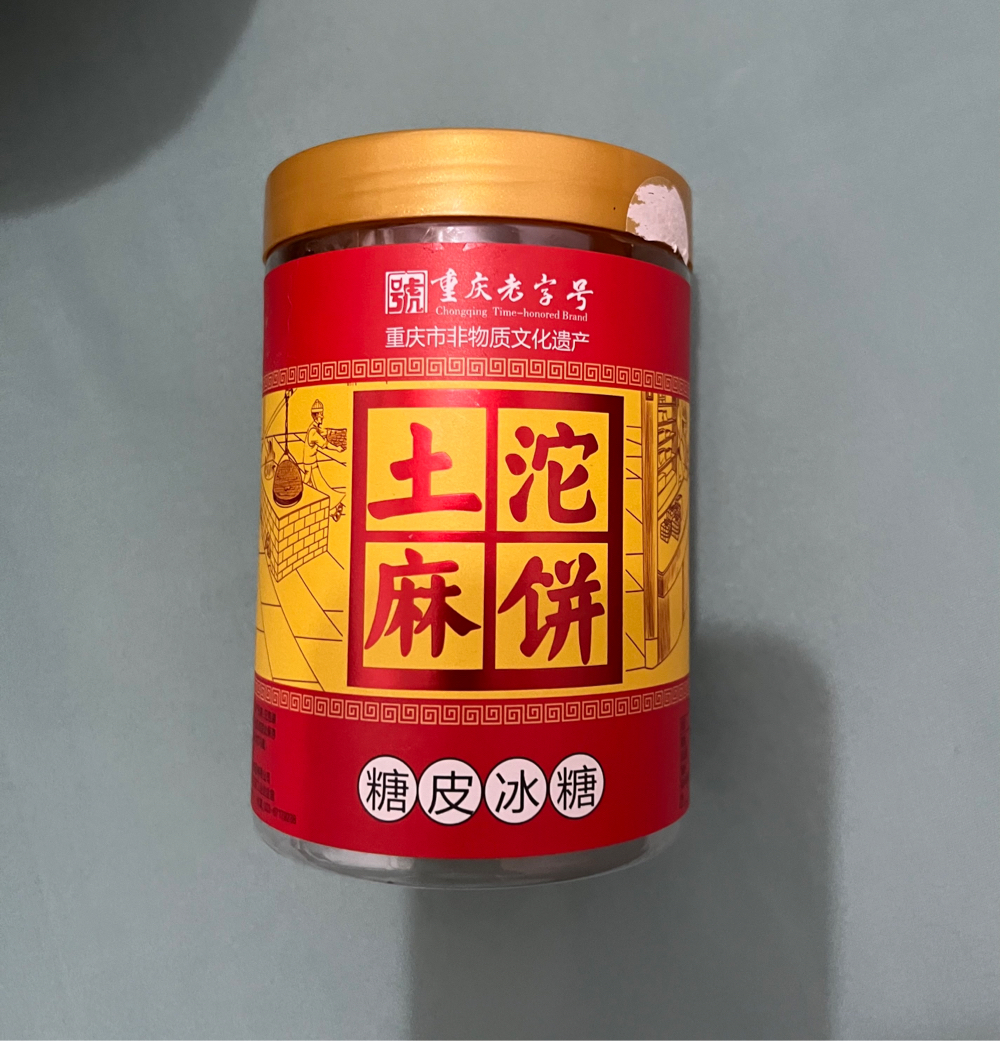 號 重庆老字号
Chongqing Time-honored Brand
重庆市非物质文化遗产
土沱
麻饼
糖皮冰糖